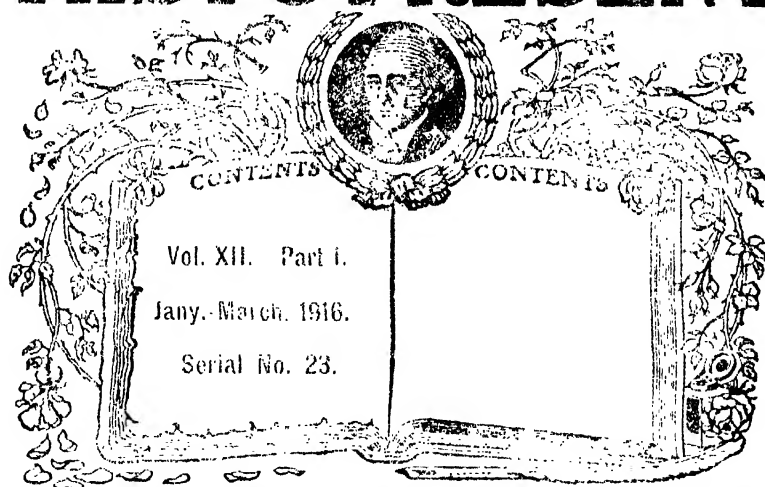 CONTENTS
CONTENTS
Vol. XII. Part I.
Jany.-March. 1916.
Serial No. 23.